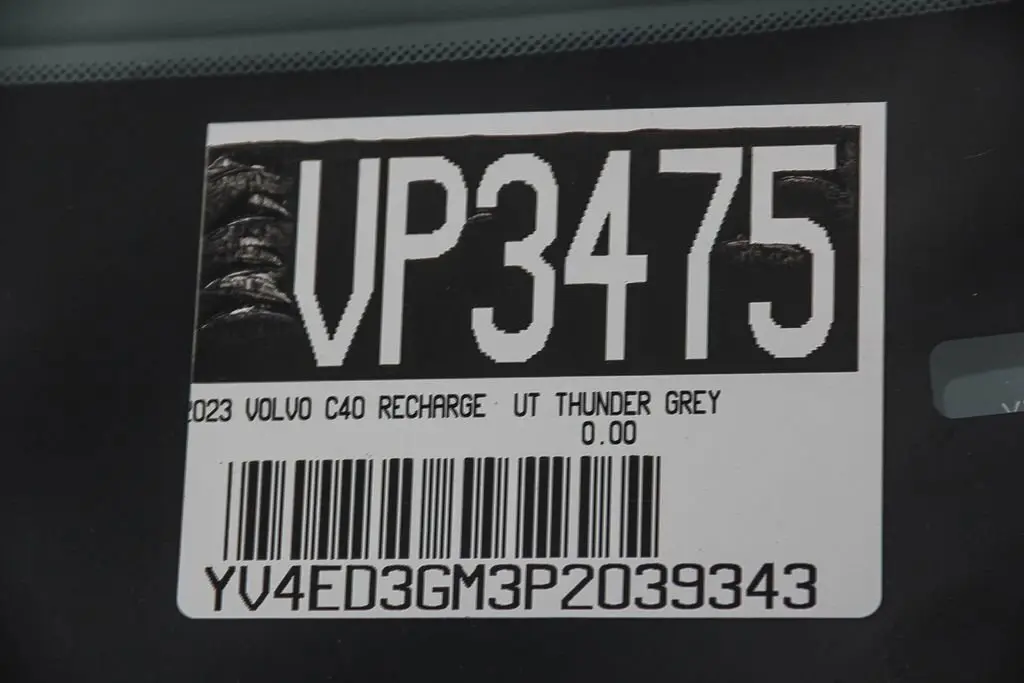 VP3475
2023 VOLVO C40 RECHARGE UT THUNDER GREY
0.00
YV4ED3GM3P2039343